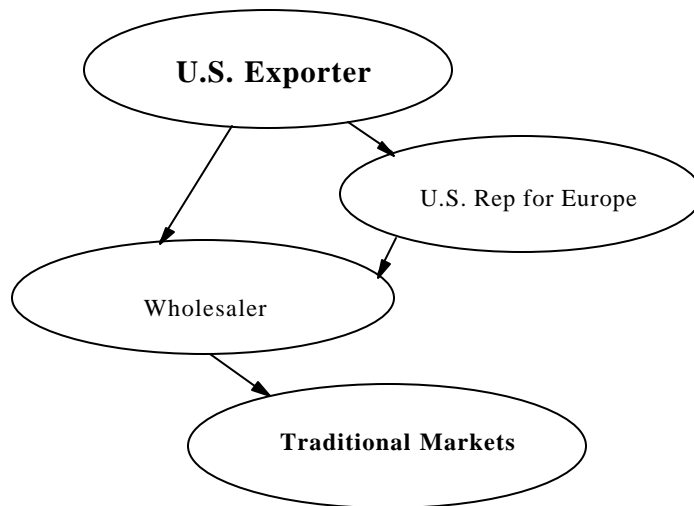 U.S. Exporter
U.S. Rep for Europe
Wholesaler
Traditional Markets